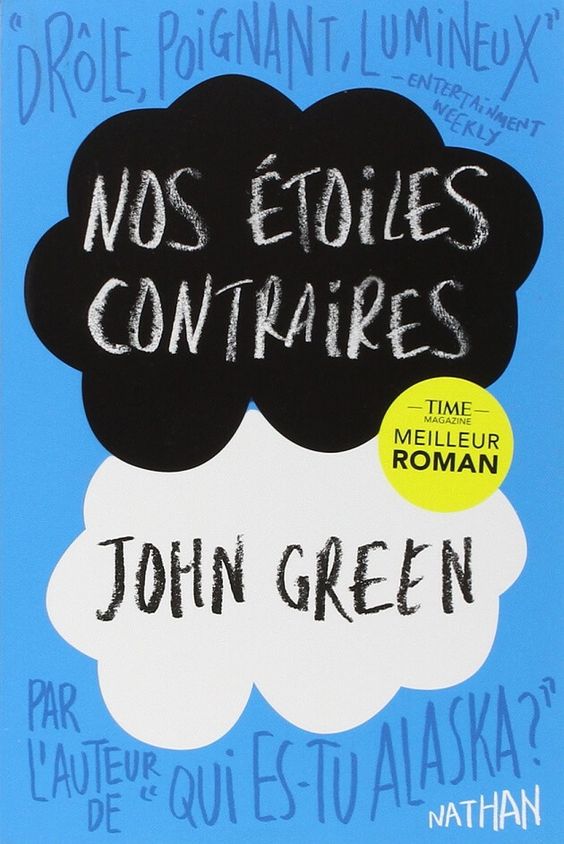 "DRÔLE, POIGNANT, LUMINEUX"
– ENTERTAINMENT
WEEKLY
NOS ÉTOILES
CONTRAIRES
— TIME —
MAGAZINE
MEILLEUR
ROMAN
JOHN GREEN
PAR
L'AUTEUR
DE "QUI ES-TU ALASKA?"
NATHAN